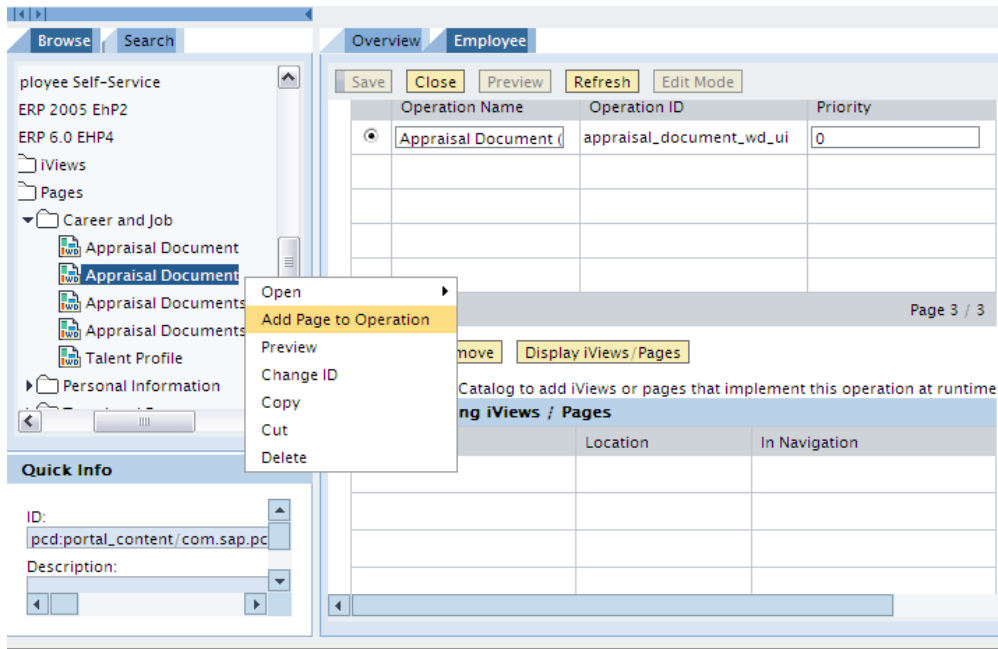 Browse Search
ployee Self-Service
ERP 2005 EhP2
ERP 6.0 EHP4
iViews
Pages
Career and Job
Appraisal Document
Appraisal Document
Appraisal Documents
Appraisal Documents
Talent Profile
Personal Information
Open
Add Page to Operation
Preview
Change ID
Copy
Cut
Delete
Quick Info
ID:
pcd:portal_content/com.sap.pc
Description:
Overview Employee
Save Close Preview Refresh Edit Mode
Operation Name Operation ID Priority
Appraisal Document ( appraisal_document_wd_ui 0
Page 3 / 3
move Display iViews/Pages
Catalog to add iViews or pages that implement this operation at runtime
ng iViews / Pages
Location In Navigation